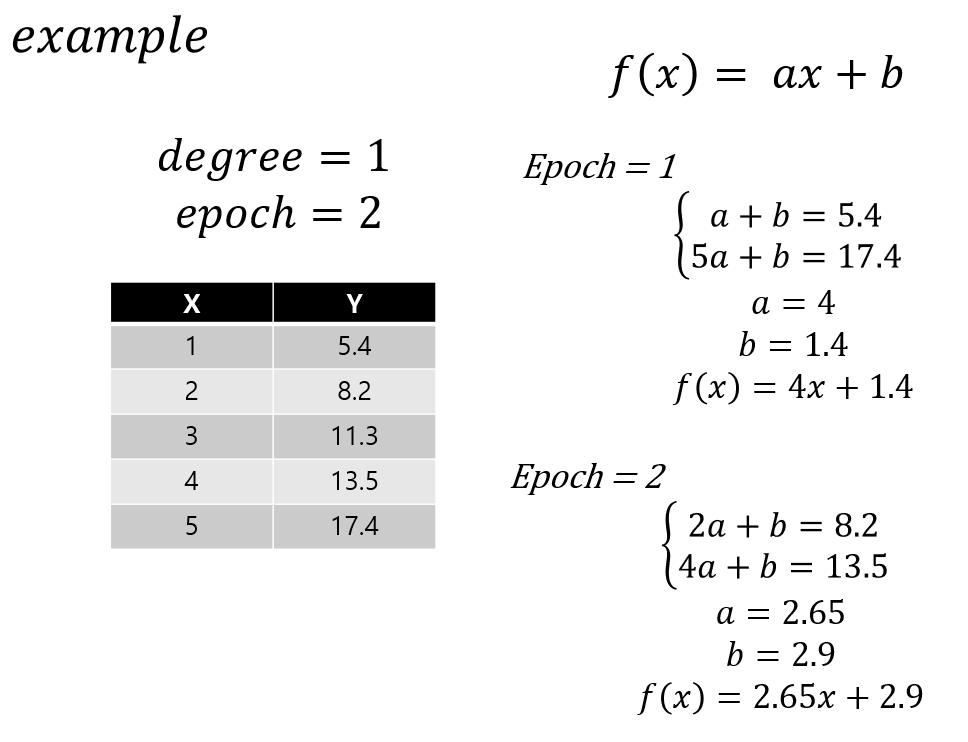 example
f(x) = ax + b
degree = 1
epoch = 2
X Y
1 5.4
2 8.2
3 11.3
4 13.5
5 17.4
Epoch = 1
a + b = 5.4
5a + b = 17.4
a = 4
b = 1.4
f(x) = 4x + 1.4
Epoch = 2
2a + b = 8.2
4a + b = 13.5
a = 2.65
b = 2.9
f(x) = 2.65x + 2.9